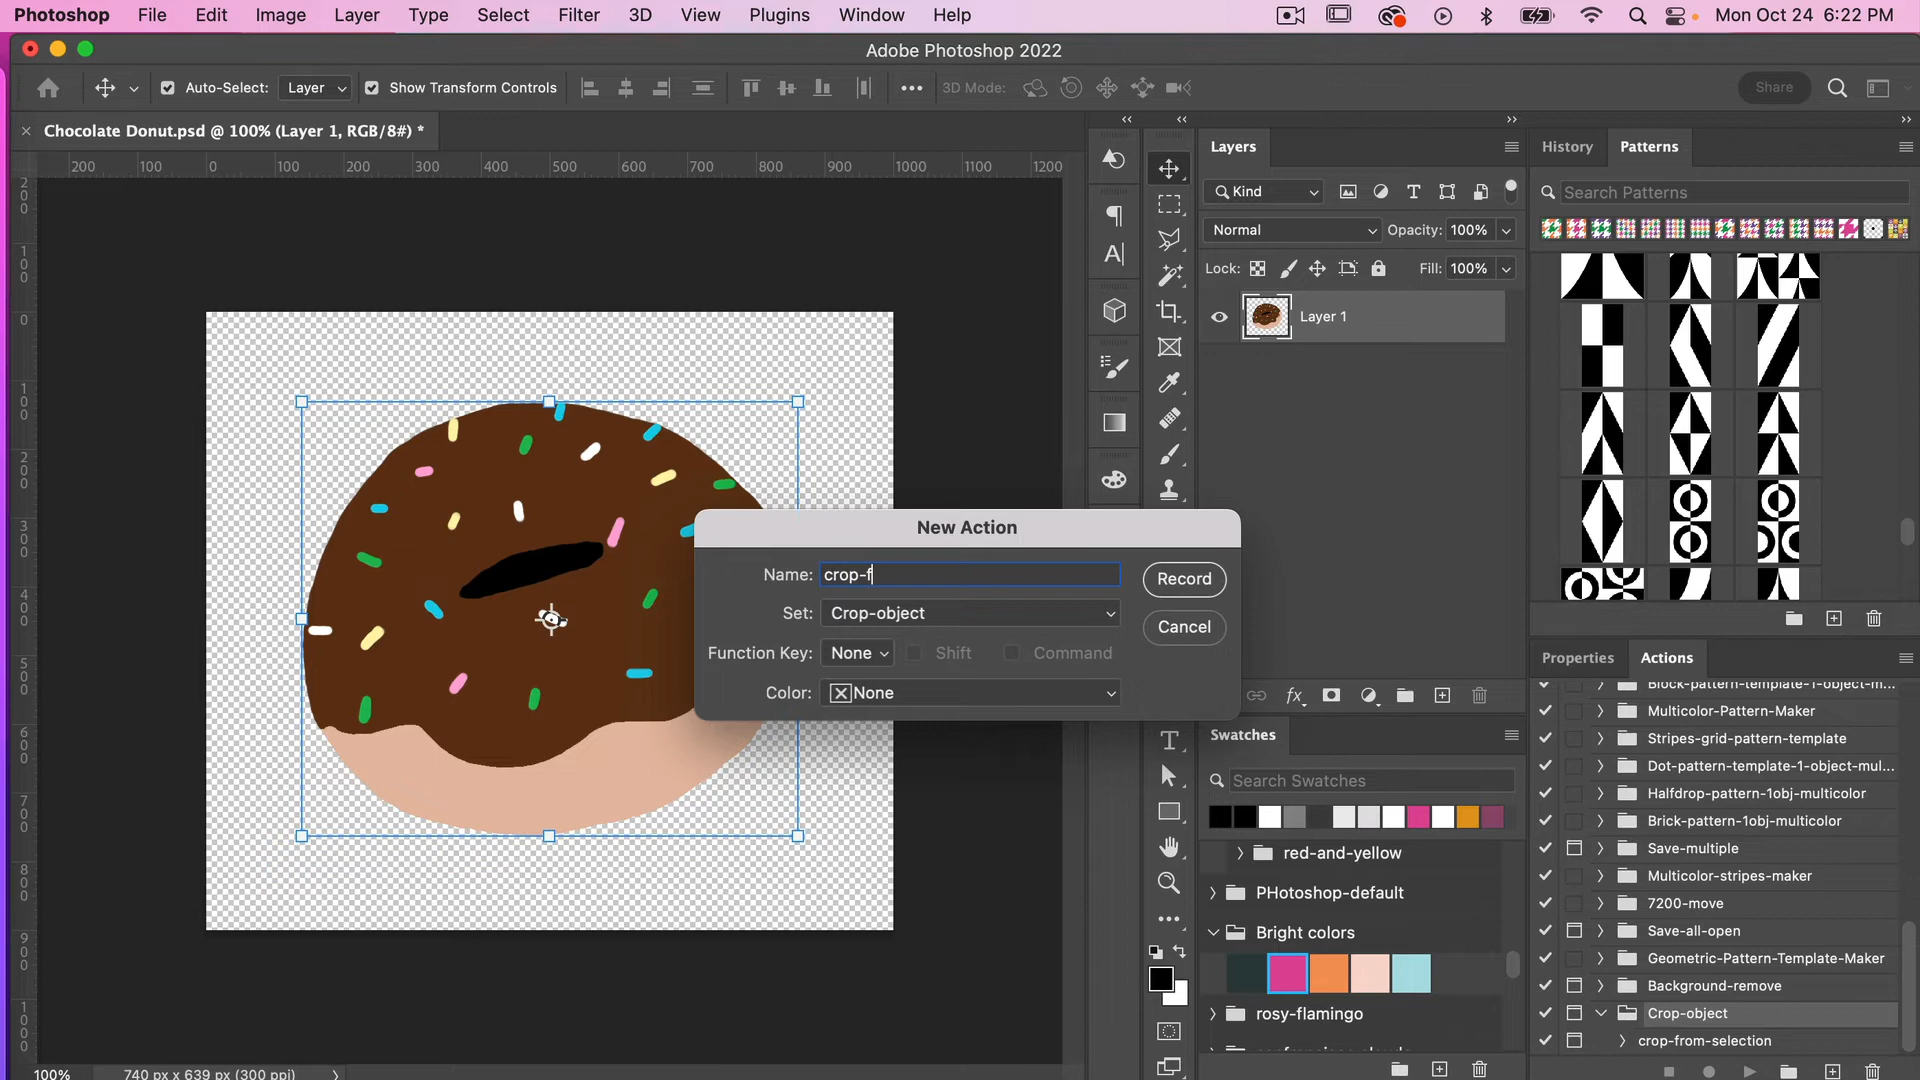 Photoshop File Edit Image Layer Type Select Filter 3D View Plugins Window Help Mon Oct 24 6:22 PM
Adobe Photoshop 2022
Auto-Select: Layer Show Transform Controls 3D Mode: Share
Chocolate Donut.psd @ 100% (Layer 1, RGB/8#) *
200 100 0 100 200 300 400 500 600 700 800 900 1000 1100 1200
Layers
Kind
Normal Opacity: 100%
Lock: Fill: 100%
Layer 1
History Patterns
Search Patterns
New Action
Name: crop-f
Set: Crop-object
Function Key: None Shift Command
Color: None
Record
Cancel
Swatches
Search Swatches
red-and-yellow
PHotoshop-default
Bright colors
rosy-flamingo
Properties Actions
Block-pattern-template-1-object-m...
Multicolor-Pattern-Maker
Stripes-grid-pattern-template
Dot-pattern-template-1-object-mul...
Halfdrop-pattern-1obj-multicolor
Brick-pattern-1obj-multicolor
Save-multiple
Multicolor-stripes-maker
7200-move
Save-all-open
Geometric-Pattern-Template-Maker
Background-remove
Crop-object
crop-from-selection
100% 740 px x 639 px (300 ppi)